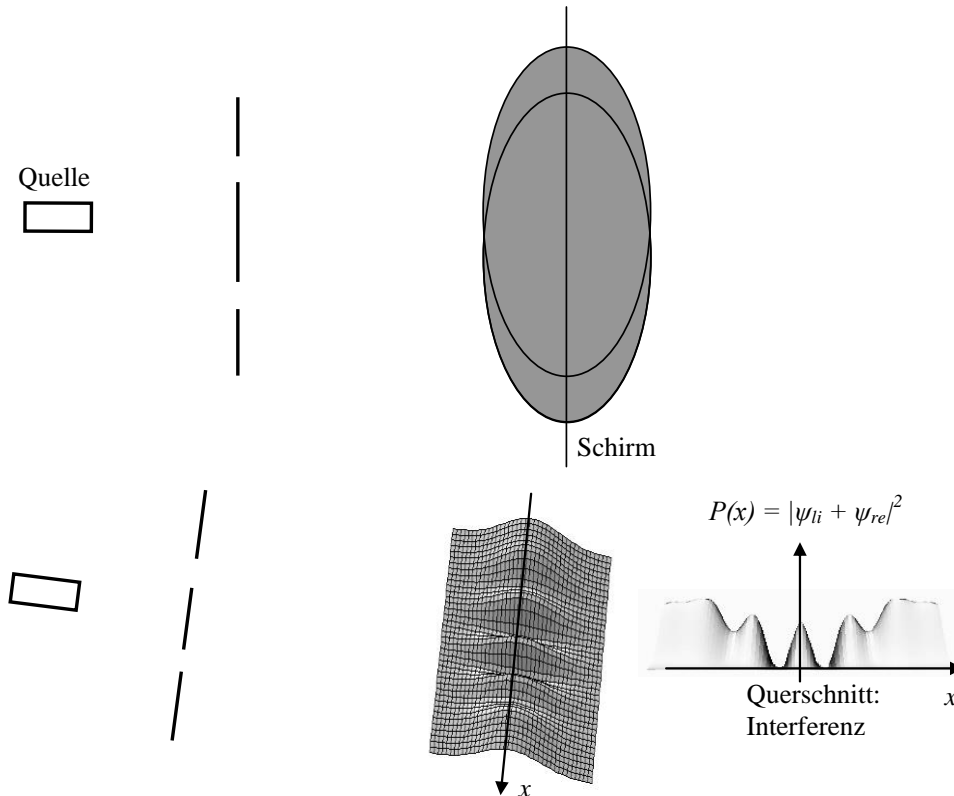 Quelle
Schirm
P(x) = |ψli + ψre|²
x
Querschnitt:
Interferenz
x